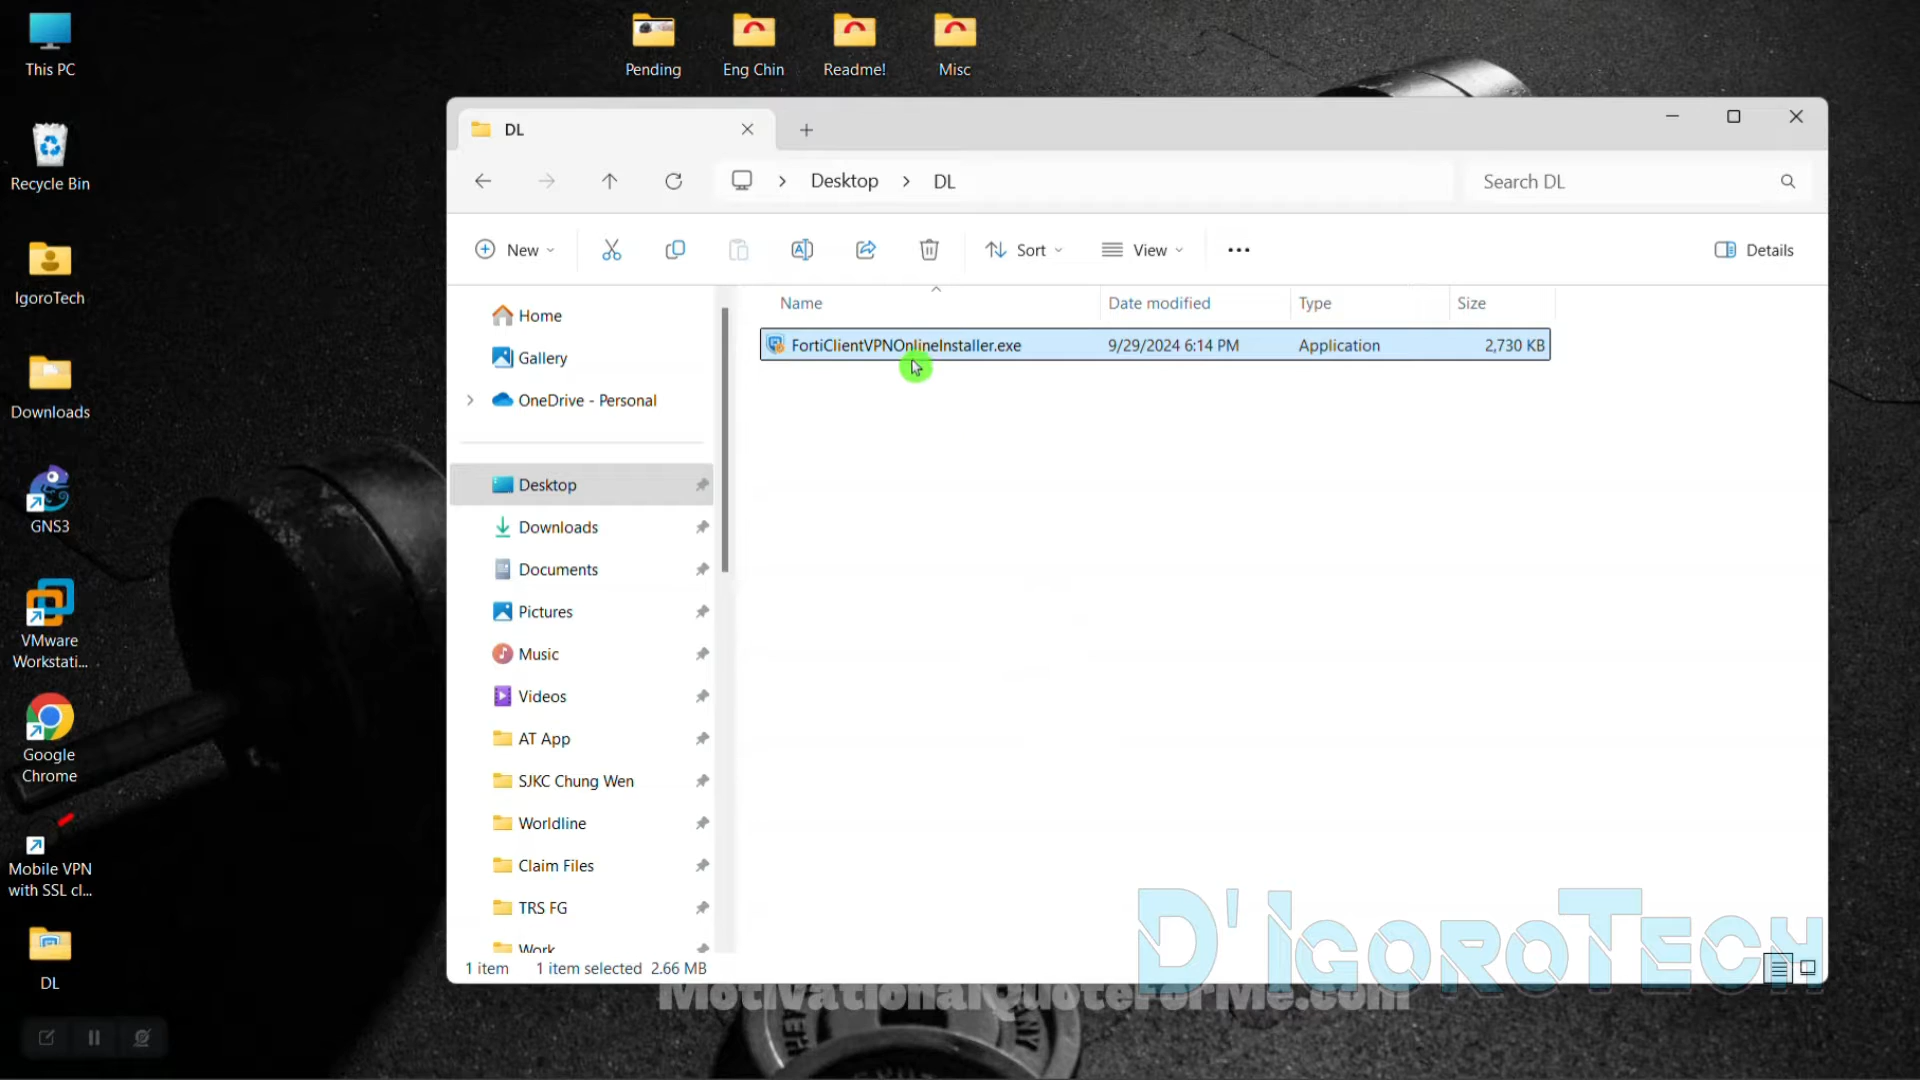 This PC
Recycle Bin
IgoroTech
Downloads
GNS3
VMware
Workstati...
Google
Chrome
Mobile VPN
with SSL cl...
DL
Pending
Eng Chin
Readme!
Misc
DL
Desktop
DL
Search DL
New
Sort
View
Details
Home
Gallery
OneDrive - Personal
Desktop
Downloads
Documents
Pictures
Music
Videos
AT App
SJKC Chung Wen
Worldline
Claim Files
TRS FG
Work
Name Date modified Type Size
FortiClientVPNOnlineInstaller.exe 9/29/2024 6:14 PM Application 2,730 KB
1 item 1 item selected 2.66 MB
D'IgoroTech
MotivationalQuoteForMe.com